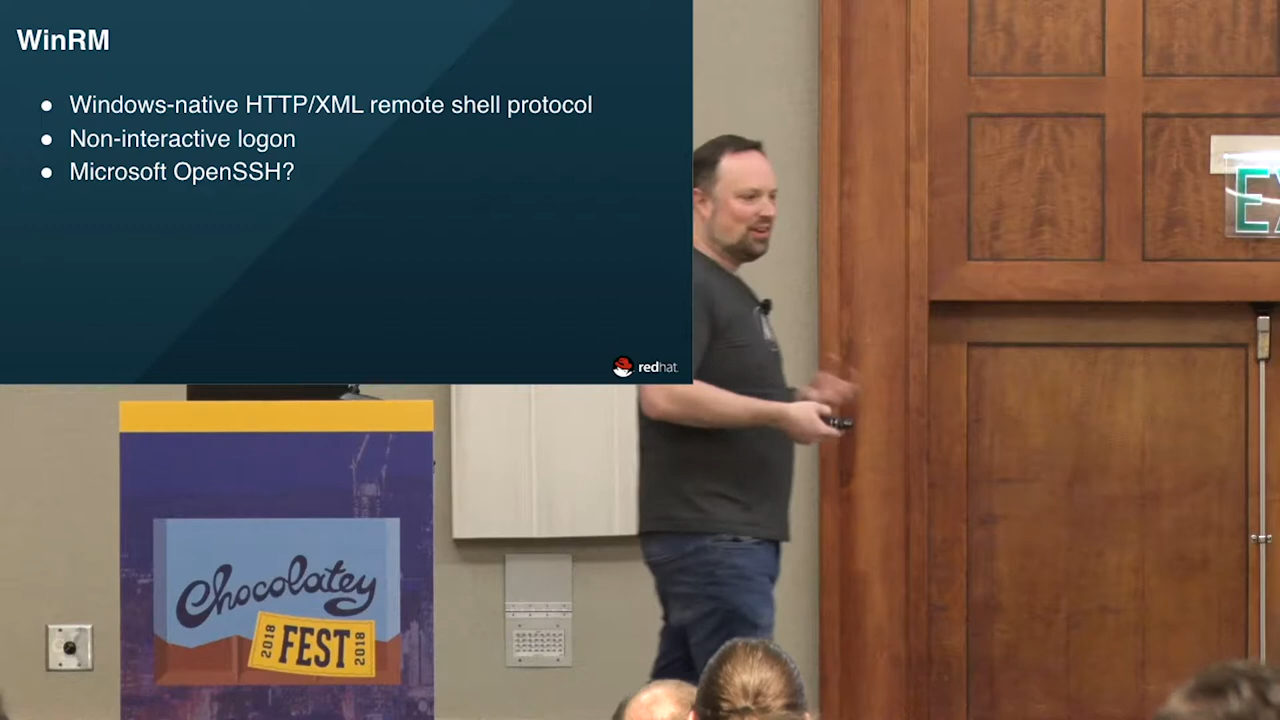 WinRM
● Windows-native HTTP/XML remote shell protocol
● Non-interactive logon
● Microsoft OpenSSH?
redhat.
Chocolatey
2018 FEST 2018